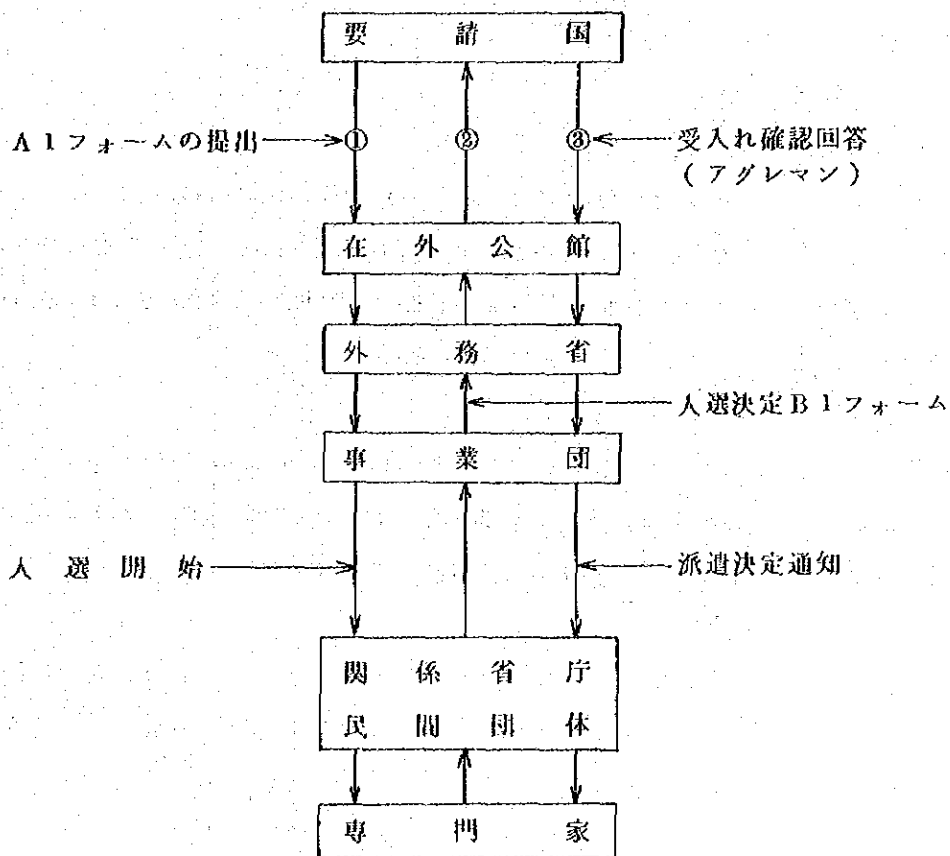 要請国
A1フォームの提出
①
②
③
受入れ確認回答
(アグレマン)
在外公館
外務省
人選決定B1フォーム
事業団
人選開始
派遣決定通知
関係省庁
民間団体
専門家